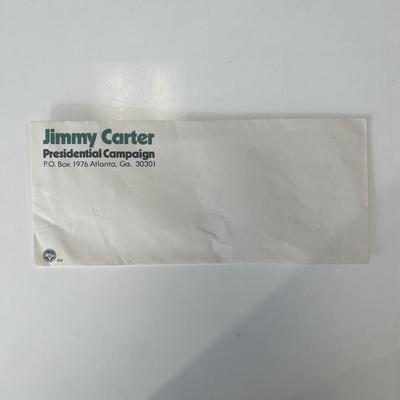 Jimmy Carter
Presidential Campaign
P.O. Box 1976 Atlanta, Ga. 30301